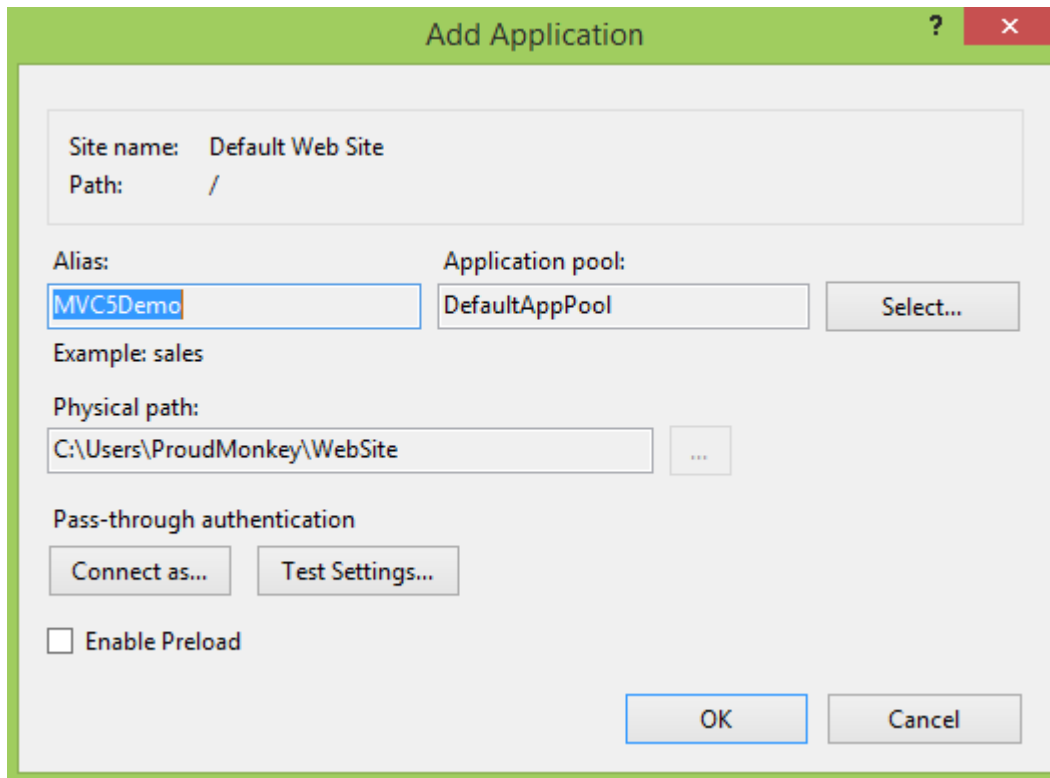 Add Application
?
Site name: Default Web Site
Path: /
Alias: Application pool:
MVC5Demo DefaultAppPool Select...
Example: sales
Physical path:
C:\Users\ProudMonkey\WebSite ...
Pass-through authentication
Connect as... Test Settings...
Enable Preload
OK Cancel